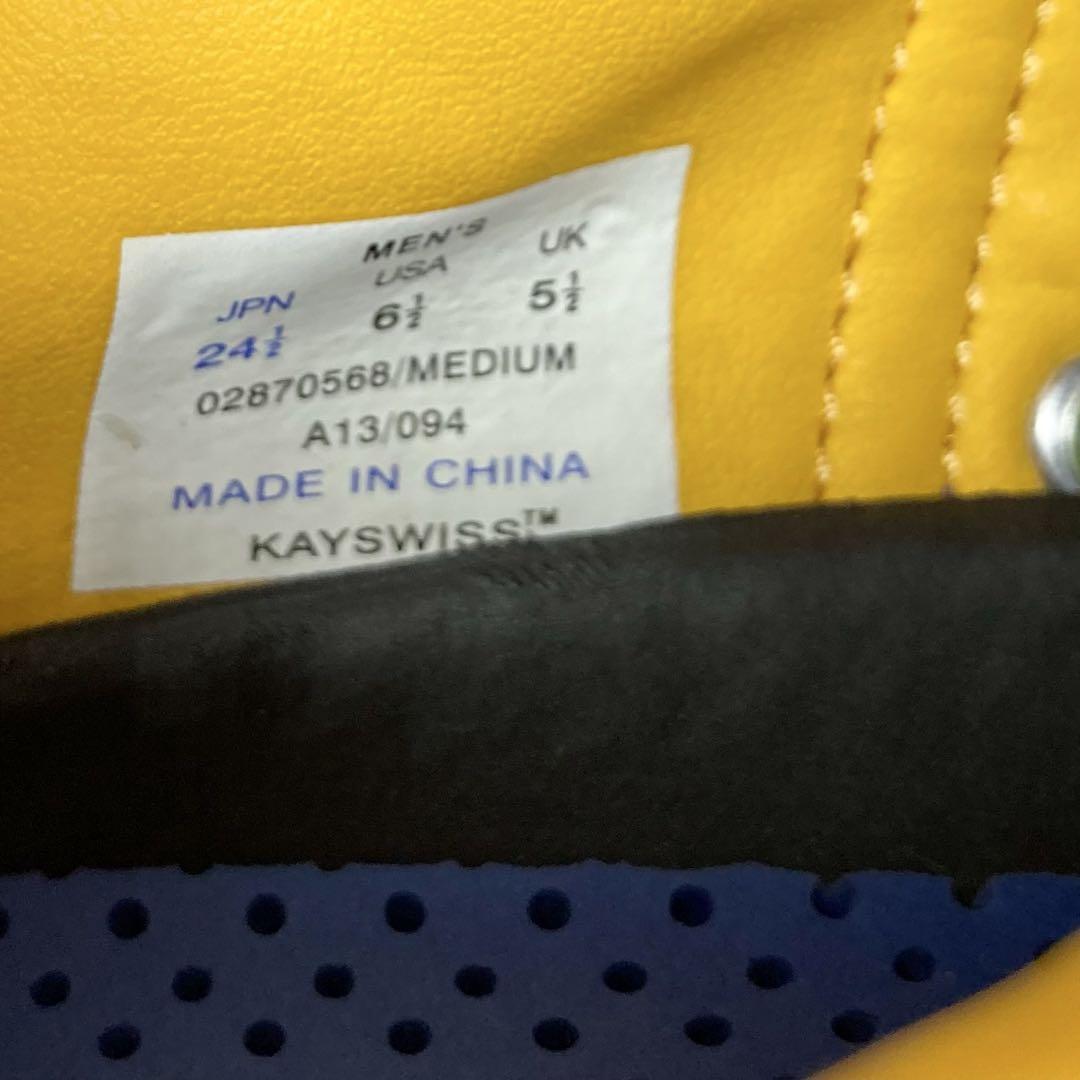 MEN'S
JPN USA UK
24½ 6½ 5½
02870568/MEDIUM
A13/094
MADE IN CHINA
KAYSWISS™